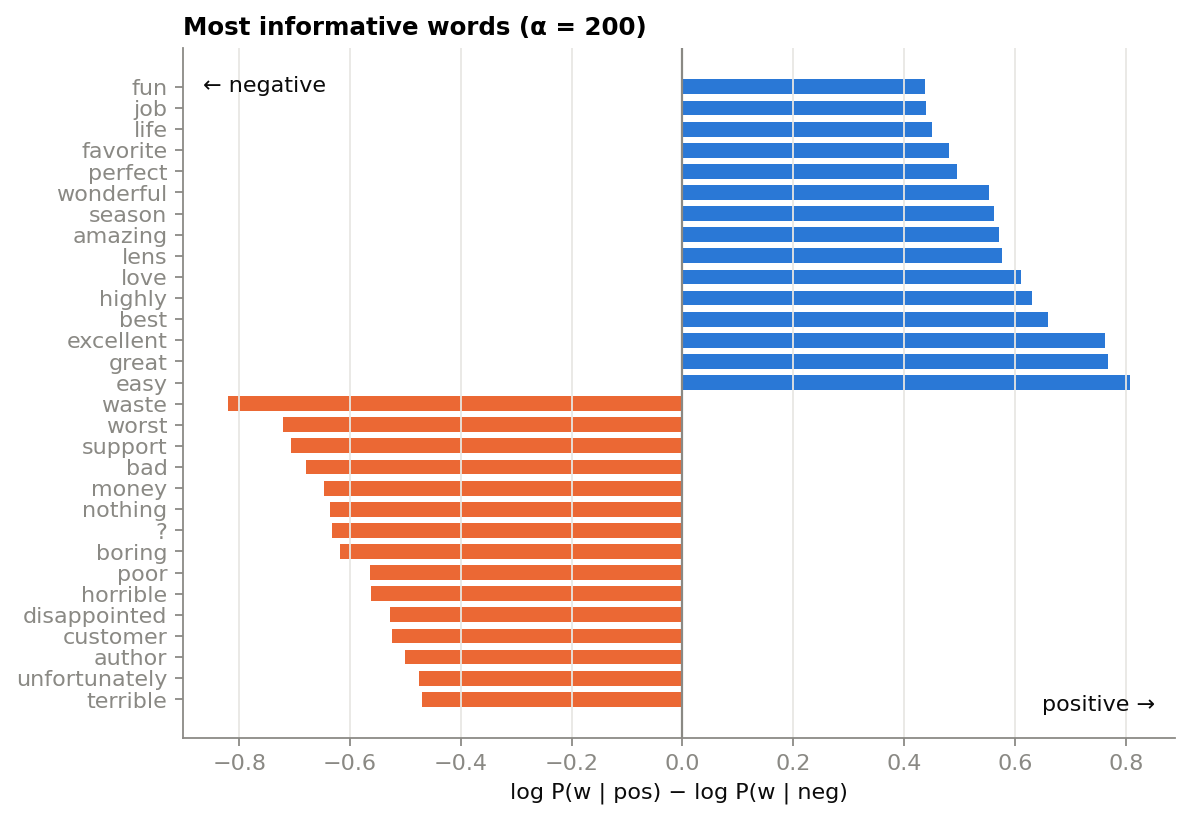 Most informative words (α = 200)
← negative
fun
job
life
favorite
perfect
wonderful
season
amazing
lens
love
highly
best
excellent
great
easy
waste
worst
support
bad
money
nothing
?
boring
poor
horrible
disappointed
customer
author
unfortunately
terrible
positive →
−0.8 −0.6 −0.4 −0.2 0.0 0.2 0.4 0.6 0.8
log P(w | pos) − log P(w | neg)